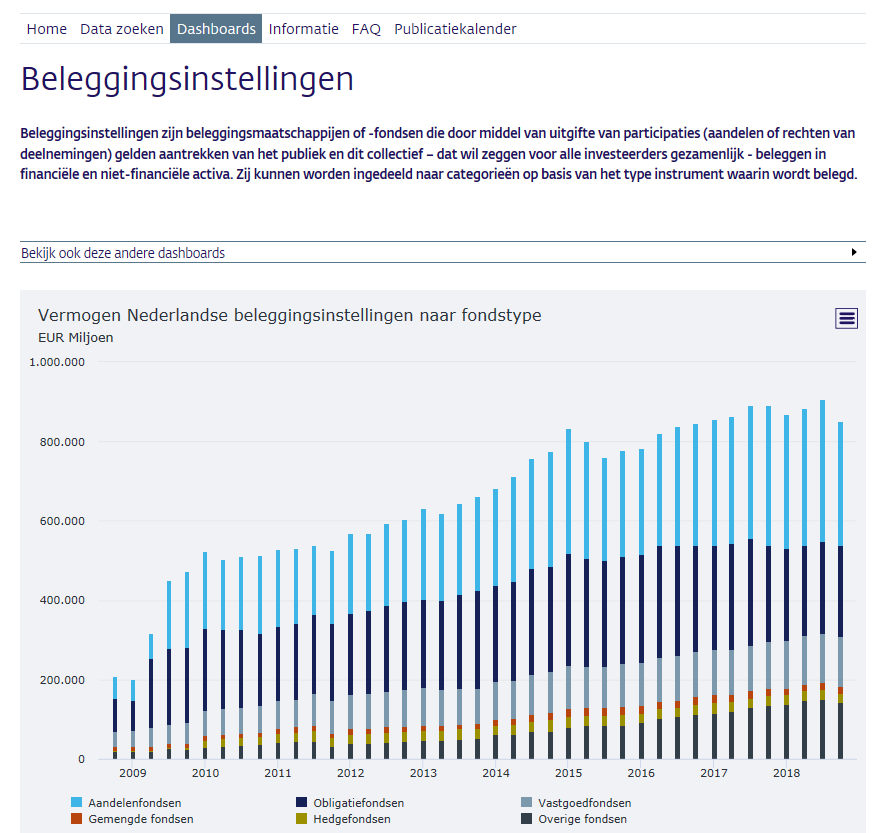 Home Data zoeken Dashboards Informatie FAQ Publicatiekalender
Beleggingsinstellingen
Beleggingsinstellingen zijn beleggingsmaatschappijen of -fondsen die door middel van uitgifte van participaties (aandelen of rechten van
deelnemingen) gelden aantrekken van het publiek en dit collectief – dat wil zeggen voor alle investeerders gezamenlijk - beleggen in
financiële en niet-financiële activa. Zij kunnen worden ingedeeld naar categorieën op basis van het type instrument waarin wordt belegd.
Bekijk ook deze andere dashboards
Vermogen Nederlandse beleggingsinstellingen naar fondstype
EUR Miljoen
1.000.000
800.000
600.000
400.000
200.000
0
2009 2010 2011 2012 2013 2014 2015 2016 2017 2018
Aandelenfondsen Obligatiefondsen Vastgoedfondsen
Gemengde fondsen Hedgefondsen Overige fondsen